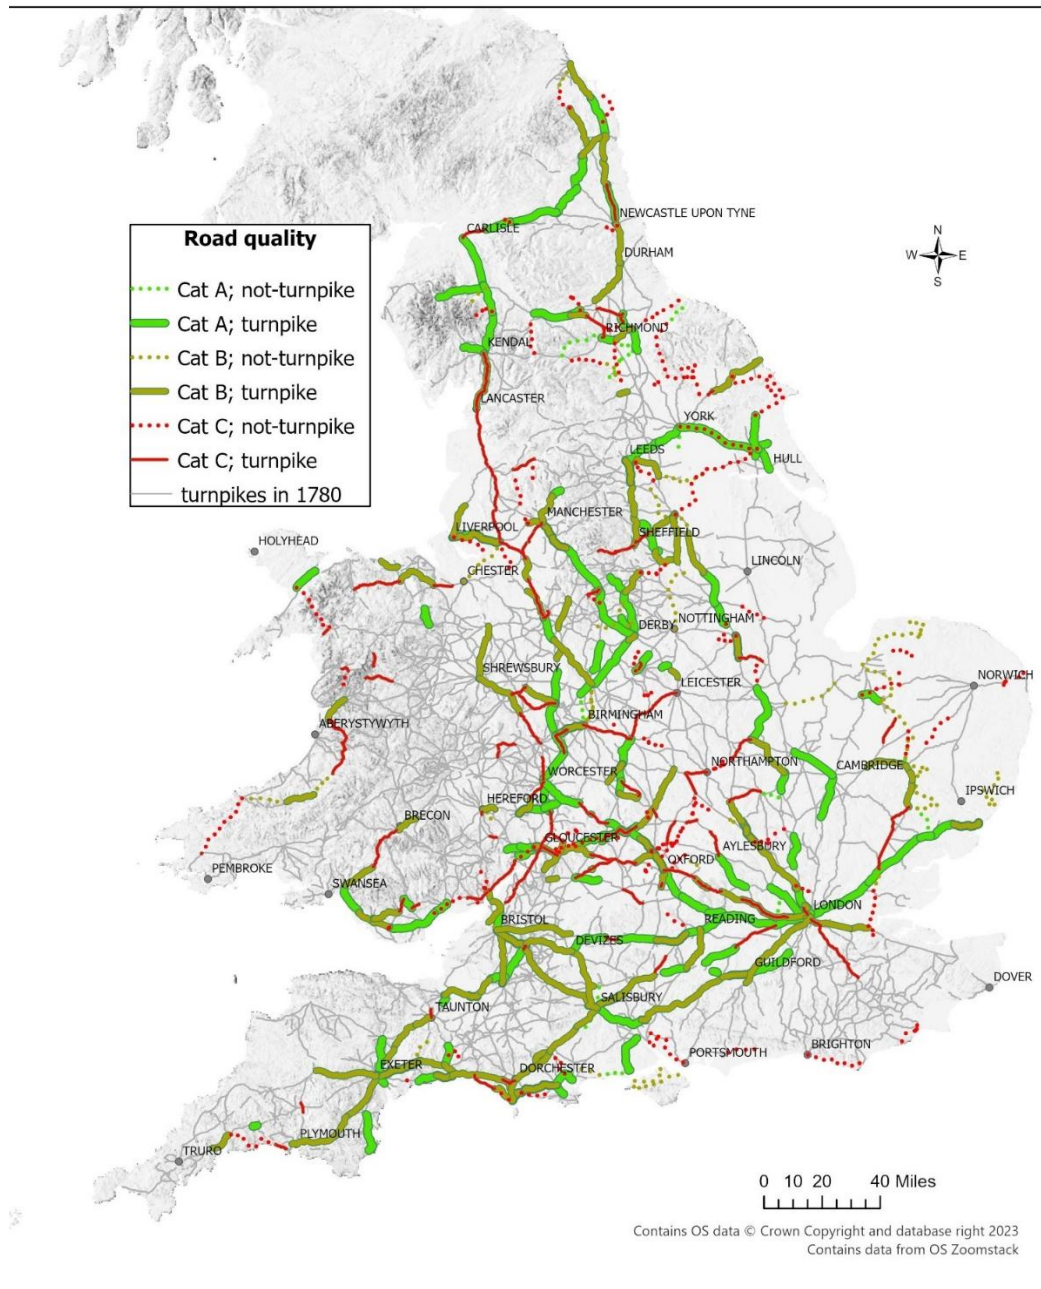 NEWCASTLE UPON TYNE
CARLISLE
Road quality
Cat A; not-turnpike
Cat A; turnpike
Cat B; not-turnpike
Cat B; turnpike
Cat C; not-turnpike
Cat C; turnpike
turnpikes in 1780
N
W E
S
DURHAM
RICHMOND
KENDAL
LANCASTER
YORK
LEEDS
HULL
MANCHESTER
LIVERPOOL
SHEFFIELD
HOLYHEAD
CHESTER
LINCOLN
DERBY
NOTTINGHAM
SHREWSBURY
LEICESTER
NORWICH
BIRMINGHAM
ABERYSTWYTH
WORCESTER
NORTHAMPTON
CAMBRIDGE
HEREFORD
IPSWICH
BRECON
GLOUCESTER
AYLESBURY
OXFORD
PEMBROKE
SWANSEA
LONDON
BRISTOL
READING
DEVIZES
GUILDFORD
DOVER
SALISBURY
TAUNTON
BRIGHTON
PORTSMOUTH
EXETER
DORCHESTER
PLYMOUTH
TRURO
0 10 20 40 Miles
Contains OS data © Crown Copyright and database right 2023
Contains data from OS Zoomstack